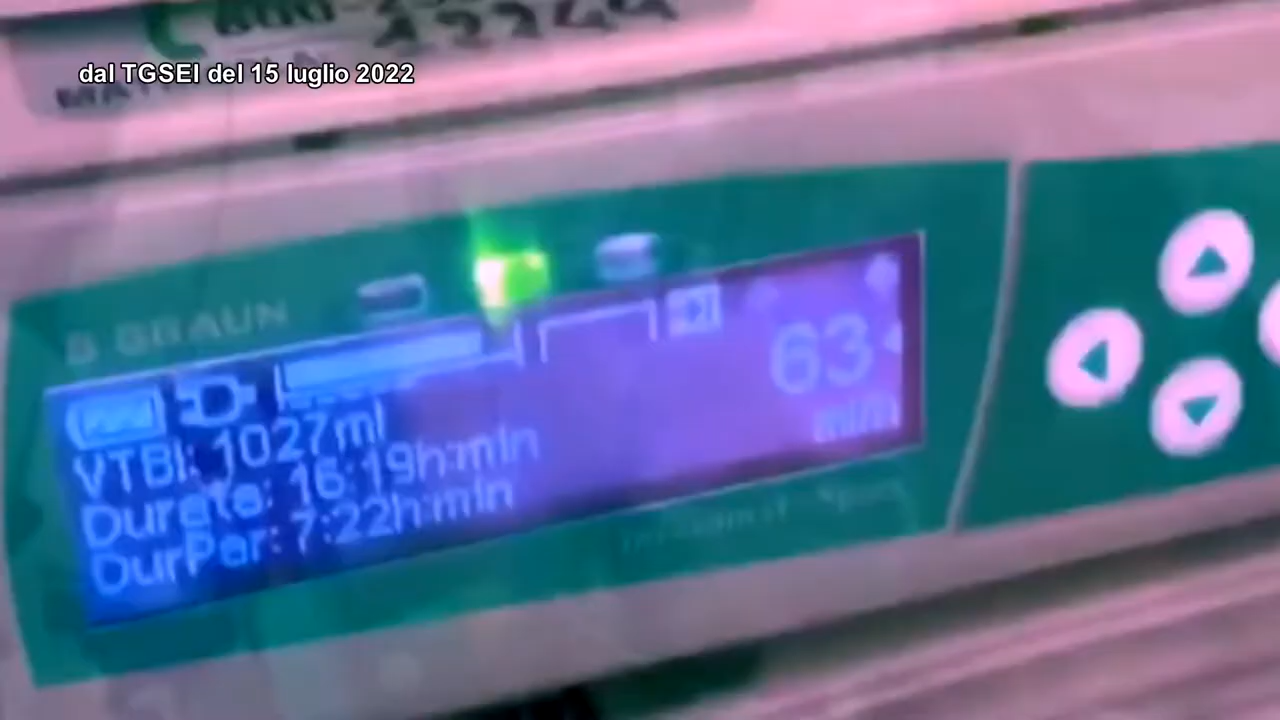 dal TGSEI del 15 luglio 2022
B BRAUN
63
ml/h
VTBI: 1027ml
Durata: 16:19h:min
DurPar: 7:22h:min